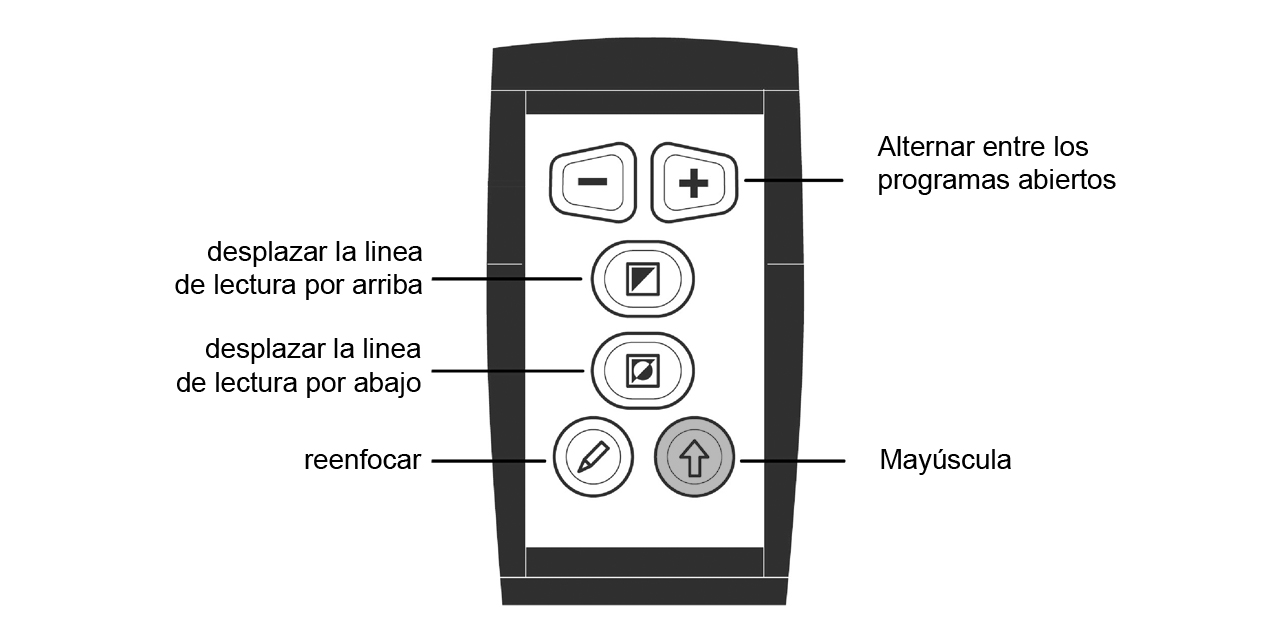 Alternar entre los
programas abiertos
desplazar la linea
de lectura por arriba
desplazar la linea
de lectura por abajo
reenfocar
Mayúscula